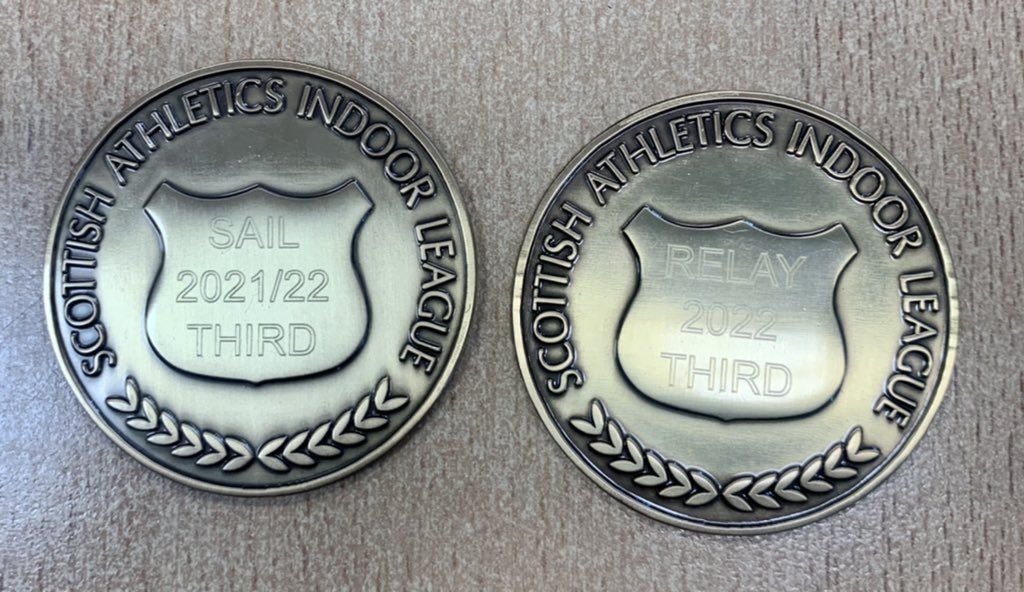 SCOTTISH ATHLETICS INDOOR LEAGUE
SAIL
2021/22
THIRD
SCOTTISH ATHLETICS INDOOR LEAGUE
RELAY
2022
THIRD